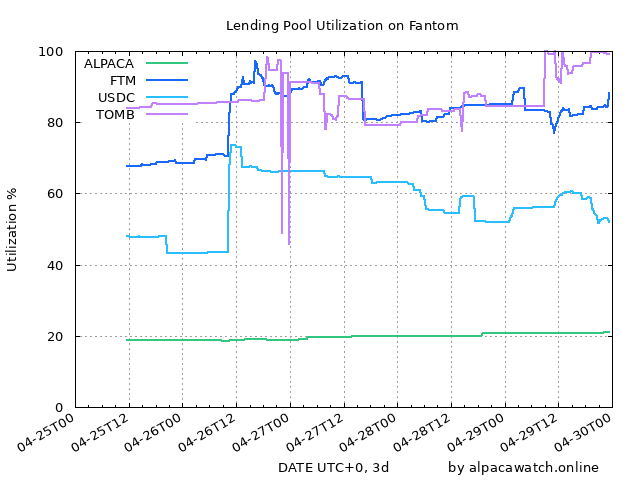 Lending Pool Utilization on Fantom
Utilization %
100
80
60
40
20
0
ALPACA
FTM
USDC
TOMB
04-25T00
04-25T12
04-26T00
04-26T12
04-27T00
04-27T12
04-28T00
04-28T12
04-29T00
04-29T12
04-30T00
DATE UTC+0, 3d
by alpacawatch.online